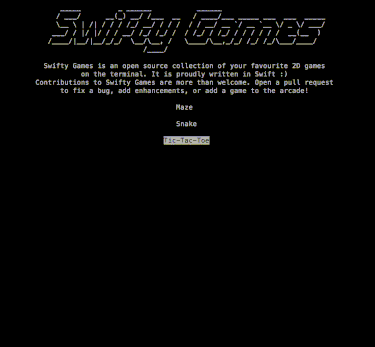 Swifty Games
Swifty Games is an open source collection of your favourite 2D games
on the terminal. It is proudly written in Swift :)
Contributions to Swifty Games are more than welcome. Open a pull request
to fix a bug, add enhancements, or add a game to the arcade!
Maze
Snake
Tic-Tac-Toe